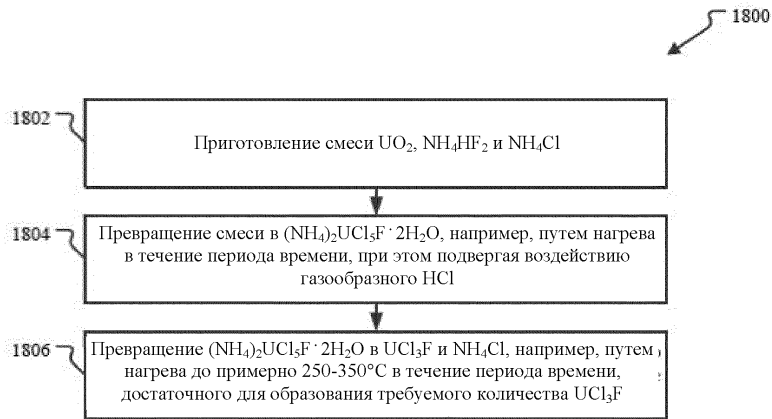 1800
1802
Приготовление смеси UO₂, NH₄HF₂ и NH₄Cl
1804
Превращение смеси в (NH₄)₂UCl₅F·2H₂O, например, путем нагрева
в течение периода времени, при этом подвергая воздействию
газообразного HCl
1806
Превращение (NH₄)₂UCl₅F·2H₂O в UCl₃F и NH₄Cl, например, путем
нагрева до примерно 250-350°C в течение периода времени,
достаточного для образования требуемого количества UCl₃F